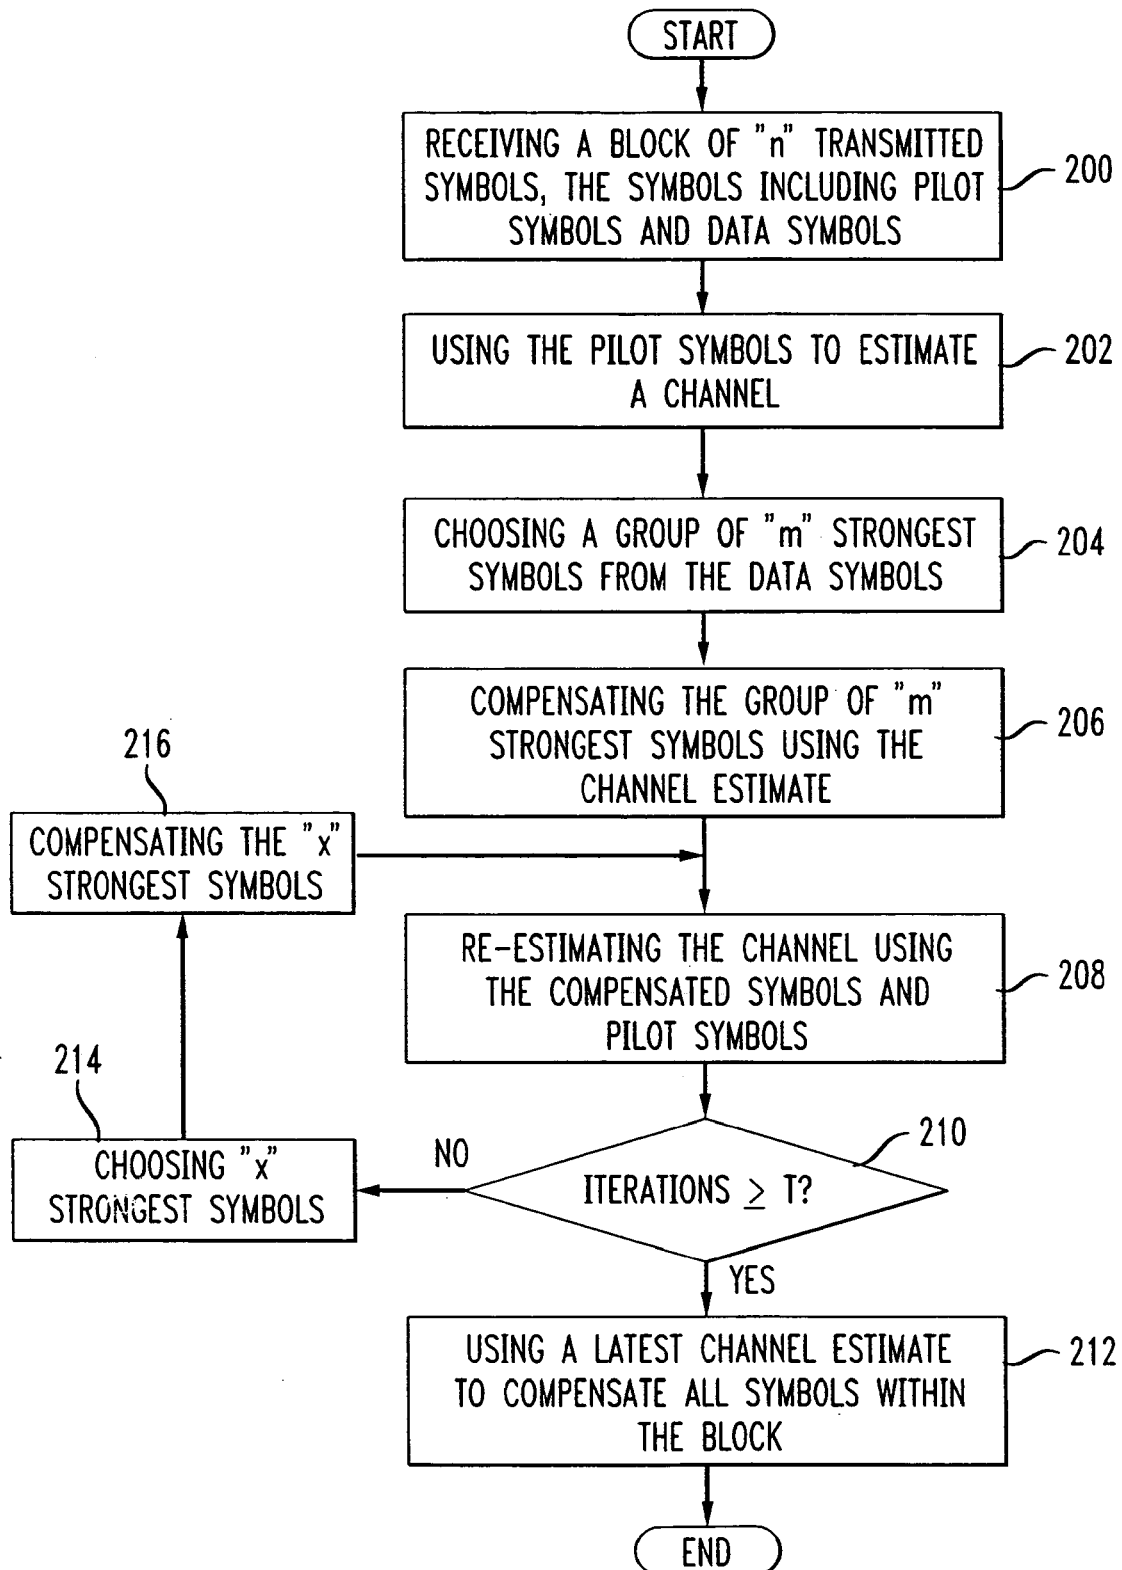 START
RECEIVING A BLOCK OF "n" TRANSMITTED
SYMBOLS, THE SYMBOLS INCLUDING PILOT
SYMBOLS AND DATA SYMBOLS
200
USING THE PILOT SYMBOLS TO ESTIMATE
A CHANNEL
202
CHOOSING A GROUP OF "m" STRONGEST
SYMBOLS FROM THE DATA SYMBOLS
204
COMPENSATING THE GROUP OF "m"
STRONGEST SYMBOLS USING THE
CHANNEL ESTIMATE
206
216
COMPENSATING THE "x"
STRONGEST SYMBOLS
RE-ESTIMATING THE CHANNEL USING
THE COMPENSATED SYMBOLS AND
PILOT SYMBOLS
208
214
CHOOSING "x"
STRONGEST SYMBOLS
NO
ITERATIONS ≥ T?
210
YES
USING A LATEST CHANNEL ESTIMATE
TO COMPENSATE ALL SYMBOLS WITHIN
THE BLOCK
212
END